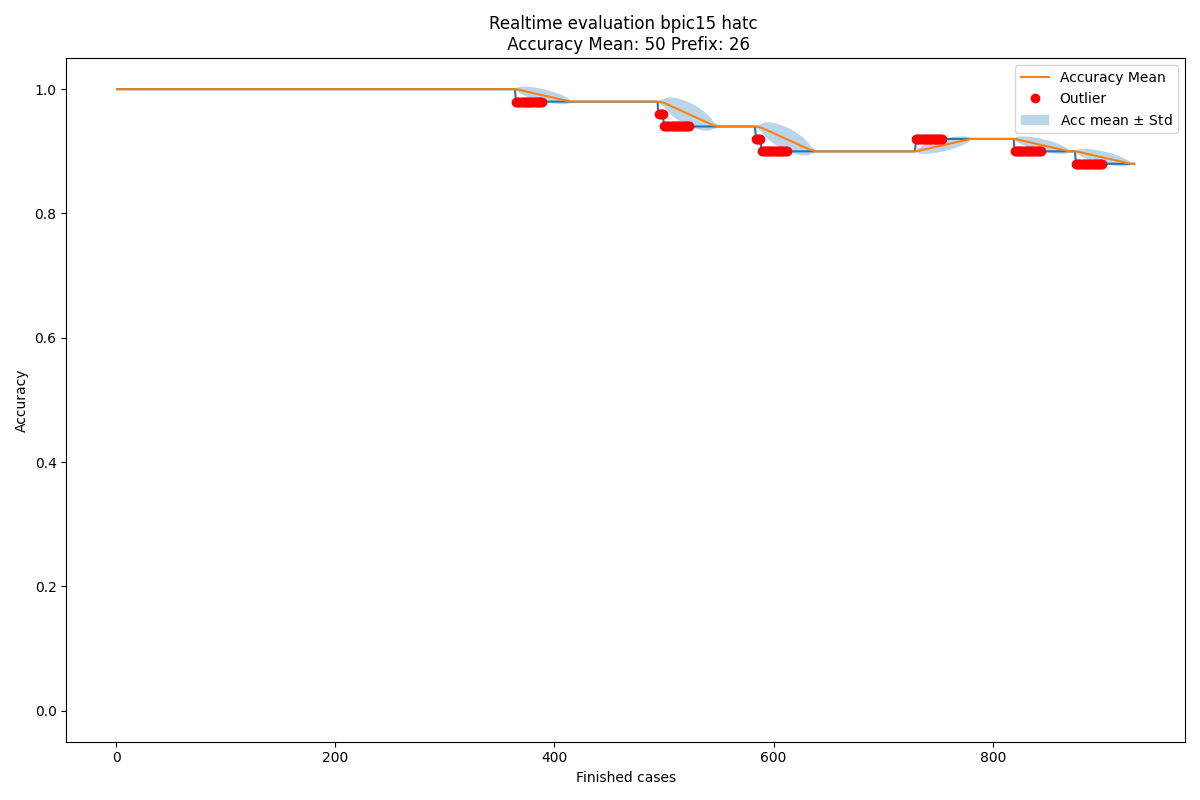 Realtime evaluation bpic15 hatc
Accuracy Mean: 50 Prefix: 26
Accuracy Mean
Outlier
Acc mean ± Std
1.0
0.8
0.6
0.4
0.2
0.0
Accuracy
0 200 400 600 800
Finished cases